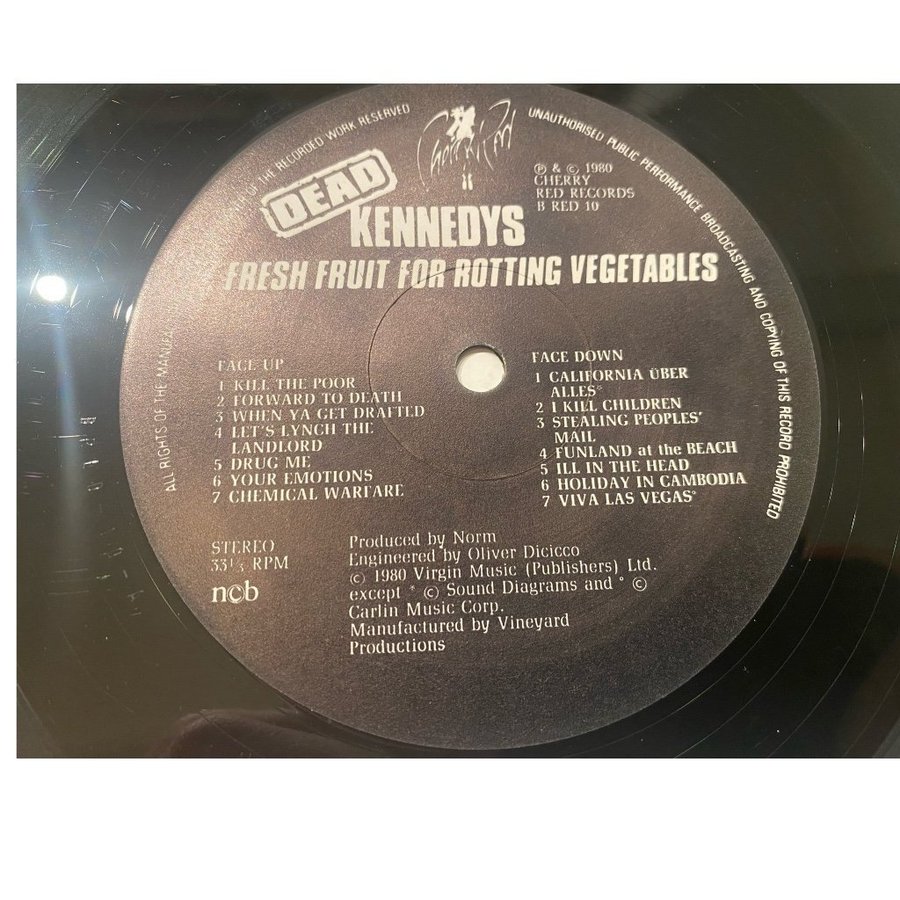 OF THE RECORDED WORK RESERVED
UNAUTHORISED PUBLIC PERFORMANCE BROADCASTING AND COPYING OF THIS RECORD PROHIBITED
ALL RIGHTS OF THE MANUFA
Cherry Red
℗ & © 1980
CHERRY
RED RECORDS
B RED 10
DEAD
KENNEDYS
FRESH FRUIT FOR ROTTING VEGETABLES
FACE UP
1 KILL THE POOR
2 FORWARD TO DEATH
3 WHEN YA GET DRAFTED
4 LET'S LYNCH THE
LANDLORD
5 DRUG ME
6 YOUR EMOTIONS
7 CHEMICAL WARFARE
FACE DOWN
1 CALIFORNIA ÜBER
ALLES*
2 I KILL CHILDREN
3 STEALING PEOPLES'
MAIL
4 FUNLAND at the BEACH
5 ILL IN THE HEAD
6 HOLIDAY IN CAMBODIA
7 VIVA LAS VEGAS°
STEREO
33⅓ RPM
ncb
Produced by Norm
Engineered by Oliver Dicicco
© 1980 Virgin Music (Publishers) Ltd.
except * © Sound Diagrams and ° ©
Carlin Music Corp.
Manufactured by Vineyard
Productions